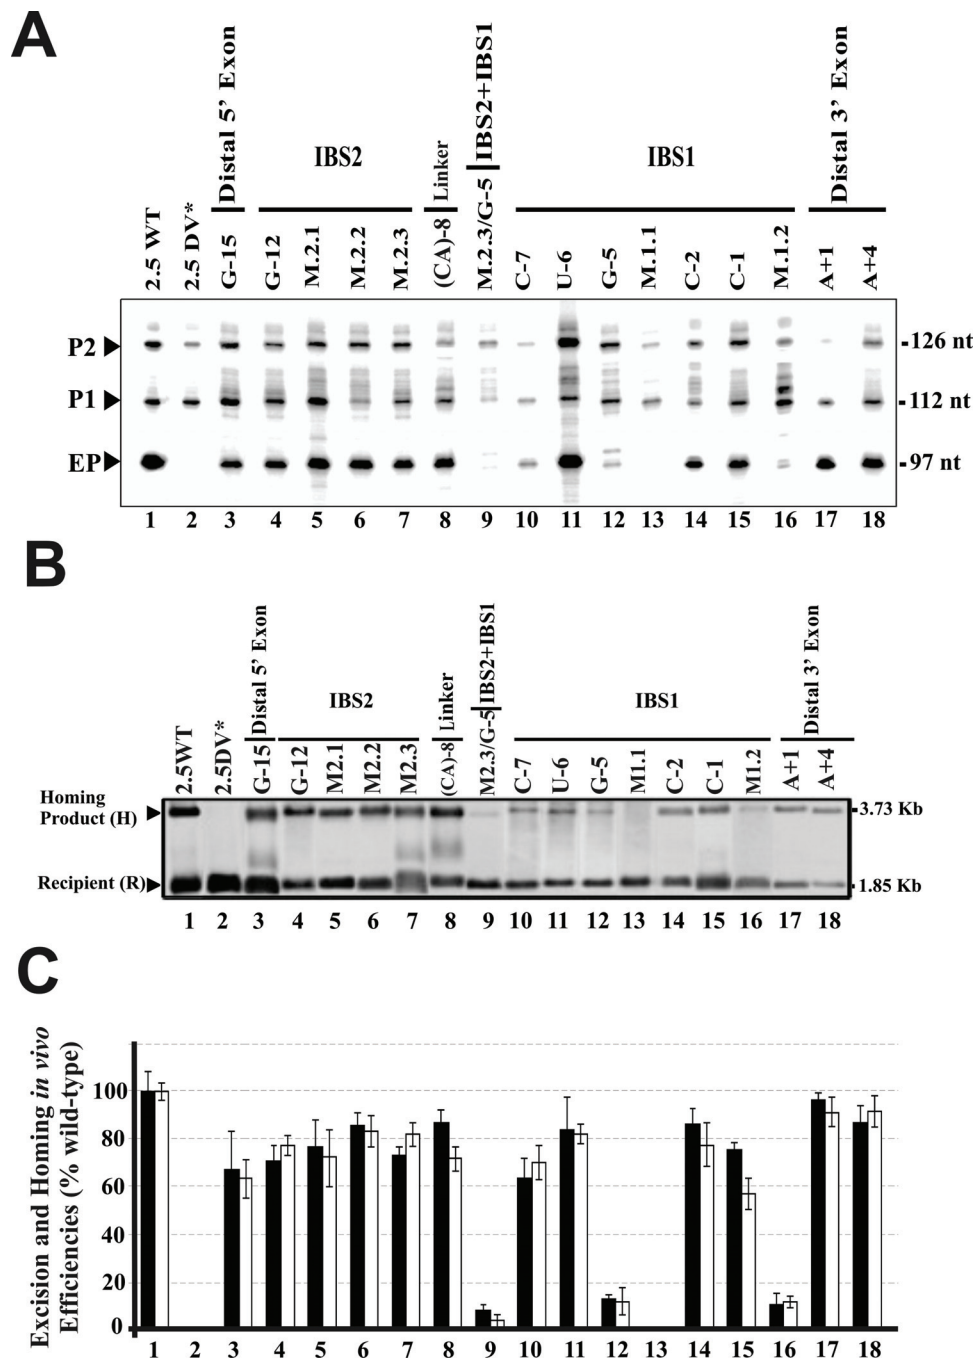 A
Distal 5' Exon
IBS2
Linker
IBS2+IBS1
IBS1
Distal 3' Exon
2.5 WT
2.5 DV*
G-15
G-12
M.2.1
M.2.2
M.2.3
(CA)-8
M.2.3/G-5
C-7
U-6
G-5
M.1.1
C-2
C-1
M.1.2
A+1
A+4
P2
P1
EP
-126 nt
-112 nt
-97 nt
1 2 3 4 5 6 7 8 9 10 11 12 13 14 15 16 17 18
B
Distal 5' Exon
IBS2
Linker
IBS2+IBS1
IBS1
Distal 3' Exon
2.5WT
2.5DV*
G-15
G-12
M2.1
M2.2
M2.3
(CA)-8
M2.3/G-5
C-7
U-6
G-5
M1.1
C-2
C-1
M1.2
A+1
A+4
Homing
Product (H)
Recipient (R)
-3.73 Kb
-1.85 Kb
1 2 3 4 5 6 7 8 9 10 11 12 13 14 15 16 17 18
C
Excision and Homing in vivo
Efficiencies (% wild-type)
100
80
60
40
20
0
1 2 3 4 5 6 7 8 9 10 11 12 13 14 15 16 17 18